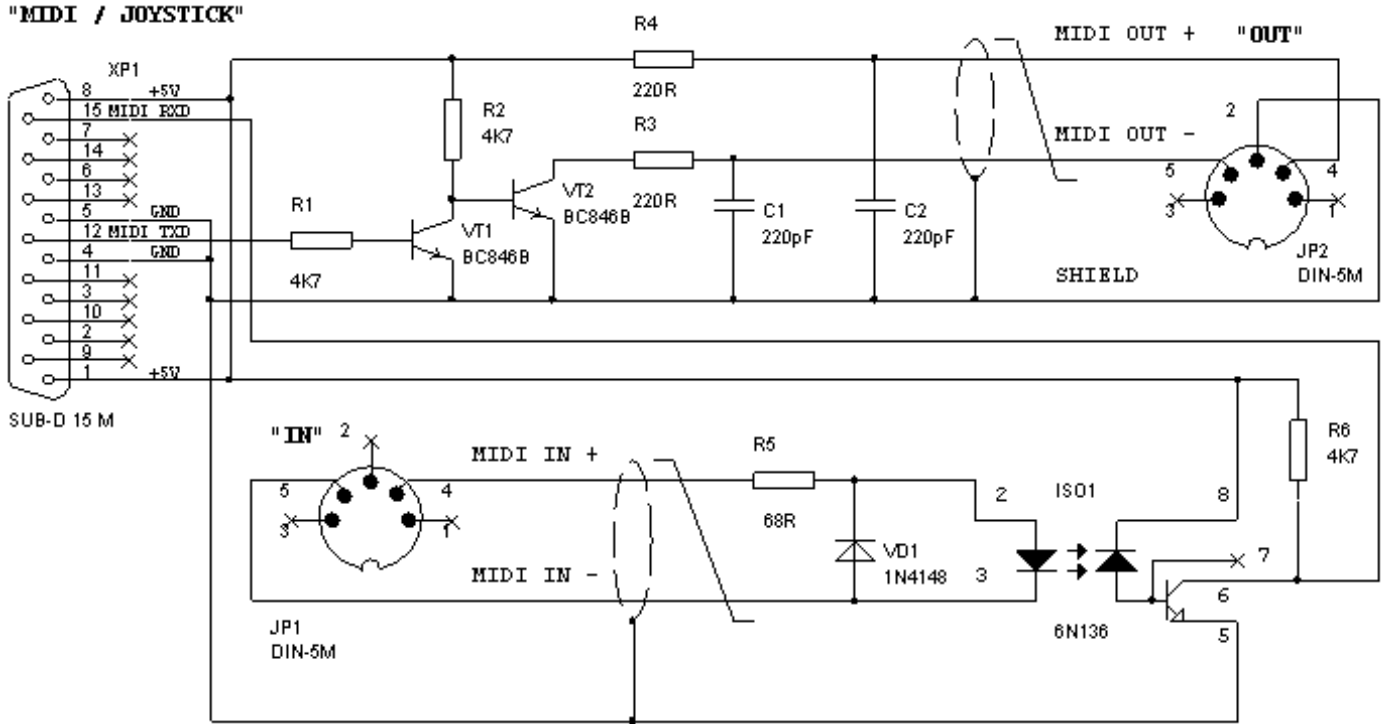 "MIDI / JOYSTICK"
R4
MIDI OUT + "OUT"
XP1
8 +5V
15 MIDI RXD
7
14
6
13
5 GND
12 MIDI TXD
4 GND
11
3
10
2
9
1 +5V
SUB-D 15 M
220R
R2
4K7
R3
MIDI OUT -
2
5
4
3
1
R1
4K7
VT1
BC846B
VT2
BC846B
220R
C1
220pF
C2
220pF
JP2
DIN-5M
SHIELD
"IN" 2
MIDI IN +
R5
R6
4K7
5
4
3
1
68R
2
ISO1
8
VD1
1N4148
3
7
MIDI IN -
6
JP1
DIN-5M
6N136
5